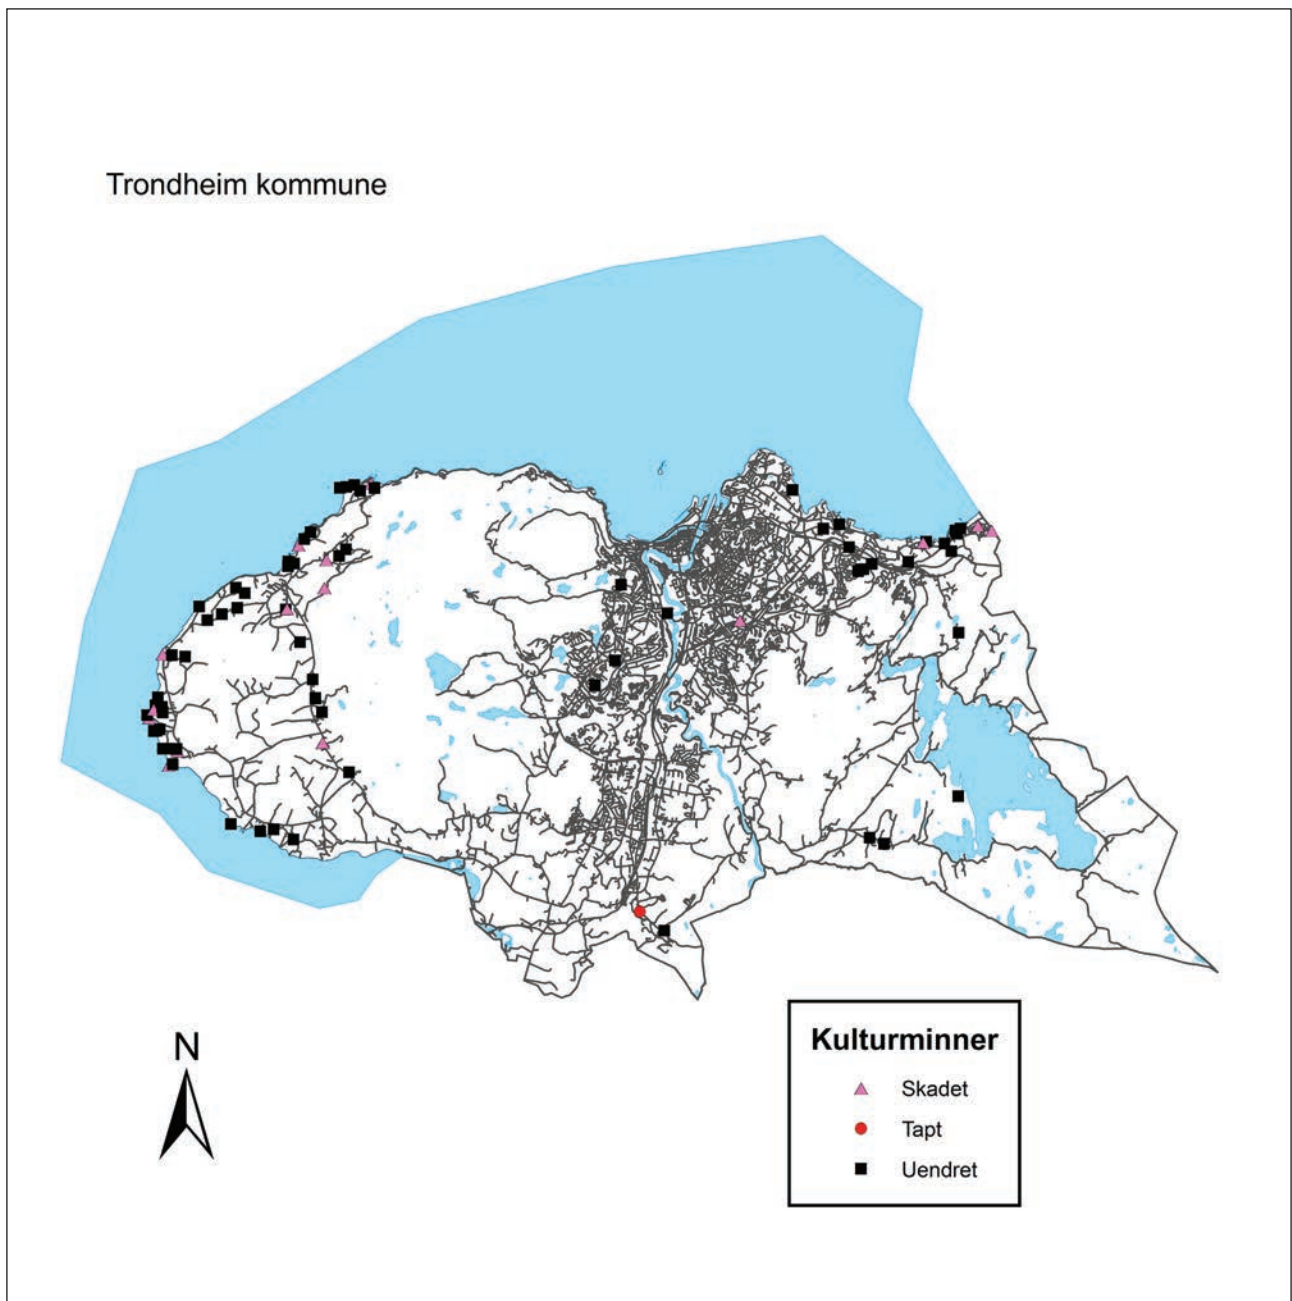 Trondheim kommune
N
Kulturminner
Skadet
Tapt
Uendret